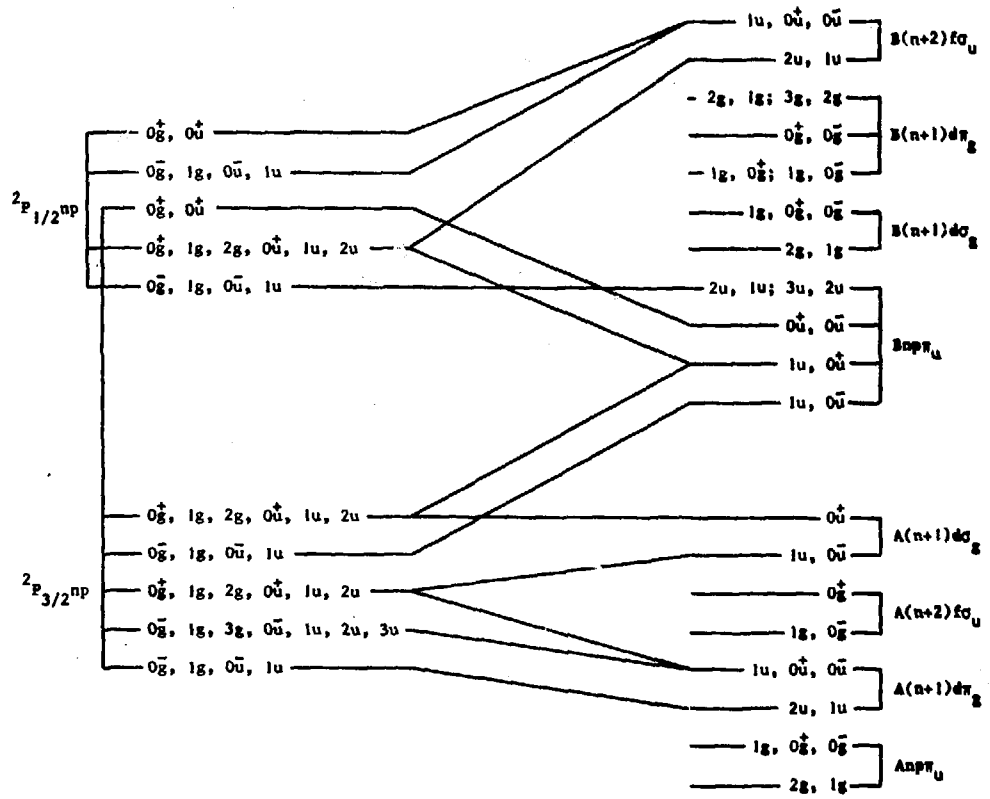 1u, 0u⁺, 0u⁻
B(n+2)fσu
2u, 1u
2g, 1g; 3g, 2g
0g⁺, 0u⁺
0g⁺, 0g⁻
B(n+1)dπg
0g⁻, 1g, 0u⁻, 1u
1g, 0g⁺; 1g, 0g⁻
²P1/2np
0g⁺, 0u⁺
1g, 0g⁺, 0g⁻
B(n+1)dσg
0g⁺, 1g, 2g, 0u⁺, 1u, 2u
2g, 1g
0g⁻, 1g, 0u⁻, 1u
2u, 1u; 3u, 2u
0u⁺, 0u⁻
Bnpπu
1u, 0u⁺
1u, 0u⁻
0g⁺, 1g, 2g, 0u⁺, 1u, 2u
0u⁺
A(n+1)dσg
0g⁻, 1g, 0u⁻, 1u
1u, 0u⁻
²P3/2np
0g⁺, 1g, 2g, 0u⁺, 1u, 2u
0g⁺
A(n+2)fσu
0g⁻, 1g, 3g, 0u⁻, 1u, 2u, 3u
1g, 0g⁻
0g⁻, 1g, 0u⁻, 1u
1u, 0u⁺, 0u⁻
A(n+1)dπg
2u, 1u
1g, 0g⁺, 0g⁻
Anpπu
2g, 1g